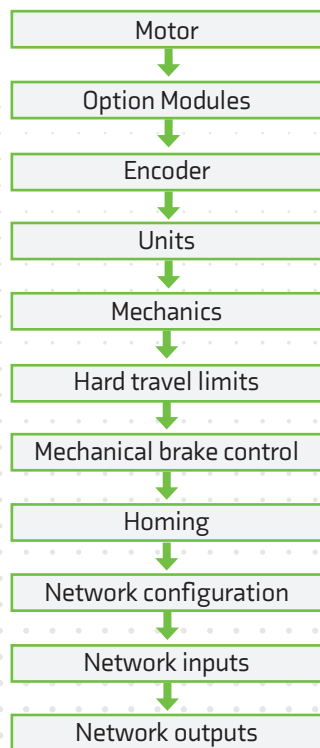 Motor
Option Modules
Encoder
Units
Mechanics
Hard travel limits
Mechanical brake control
Homing
Network configuration
Network inputs
Network outputs